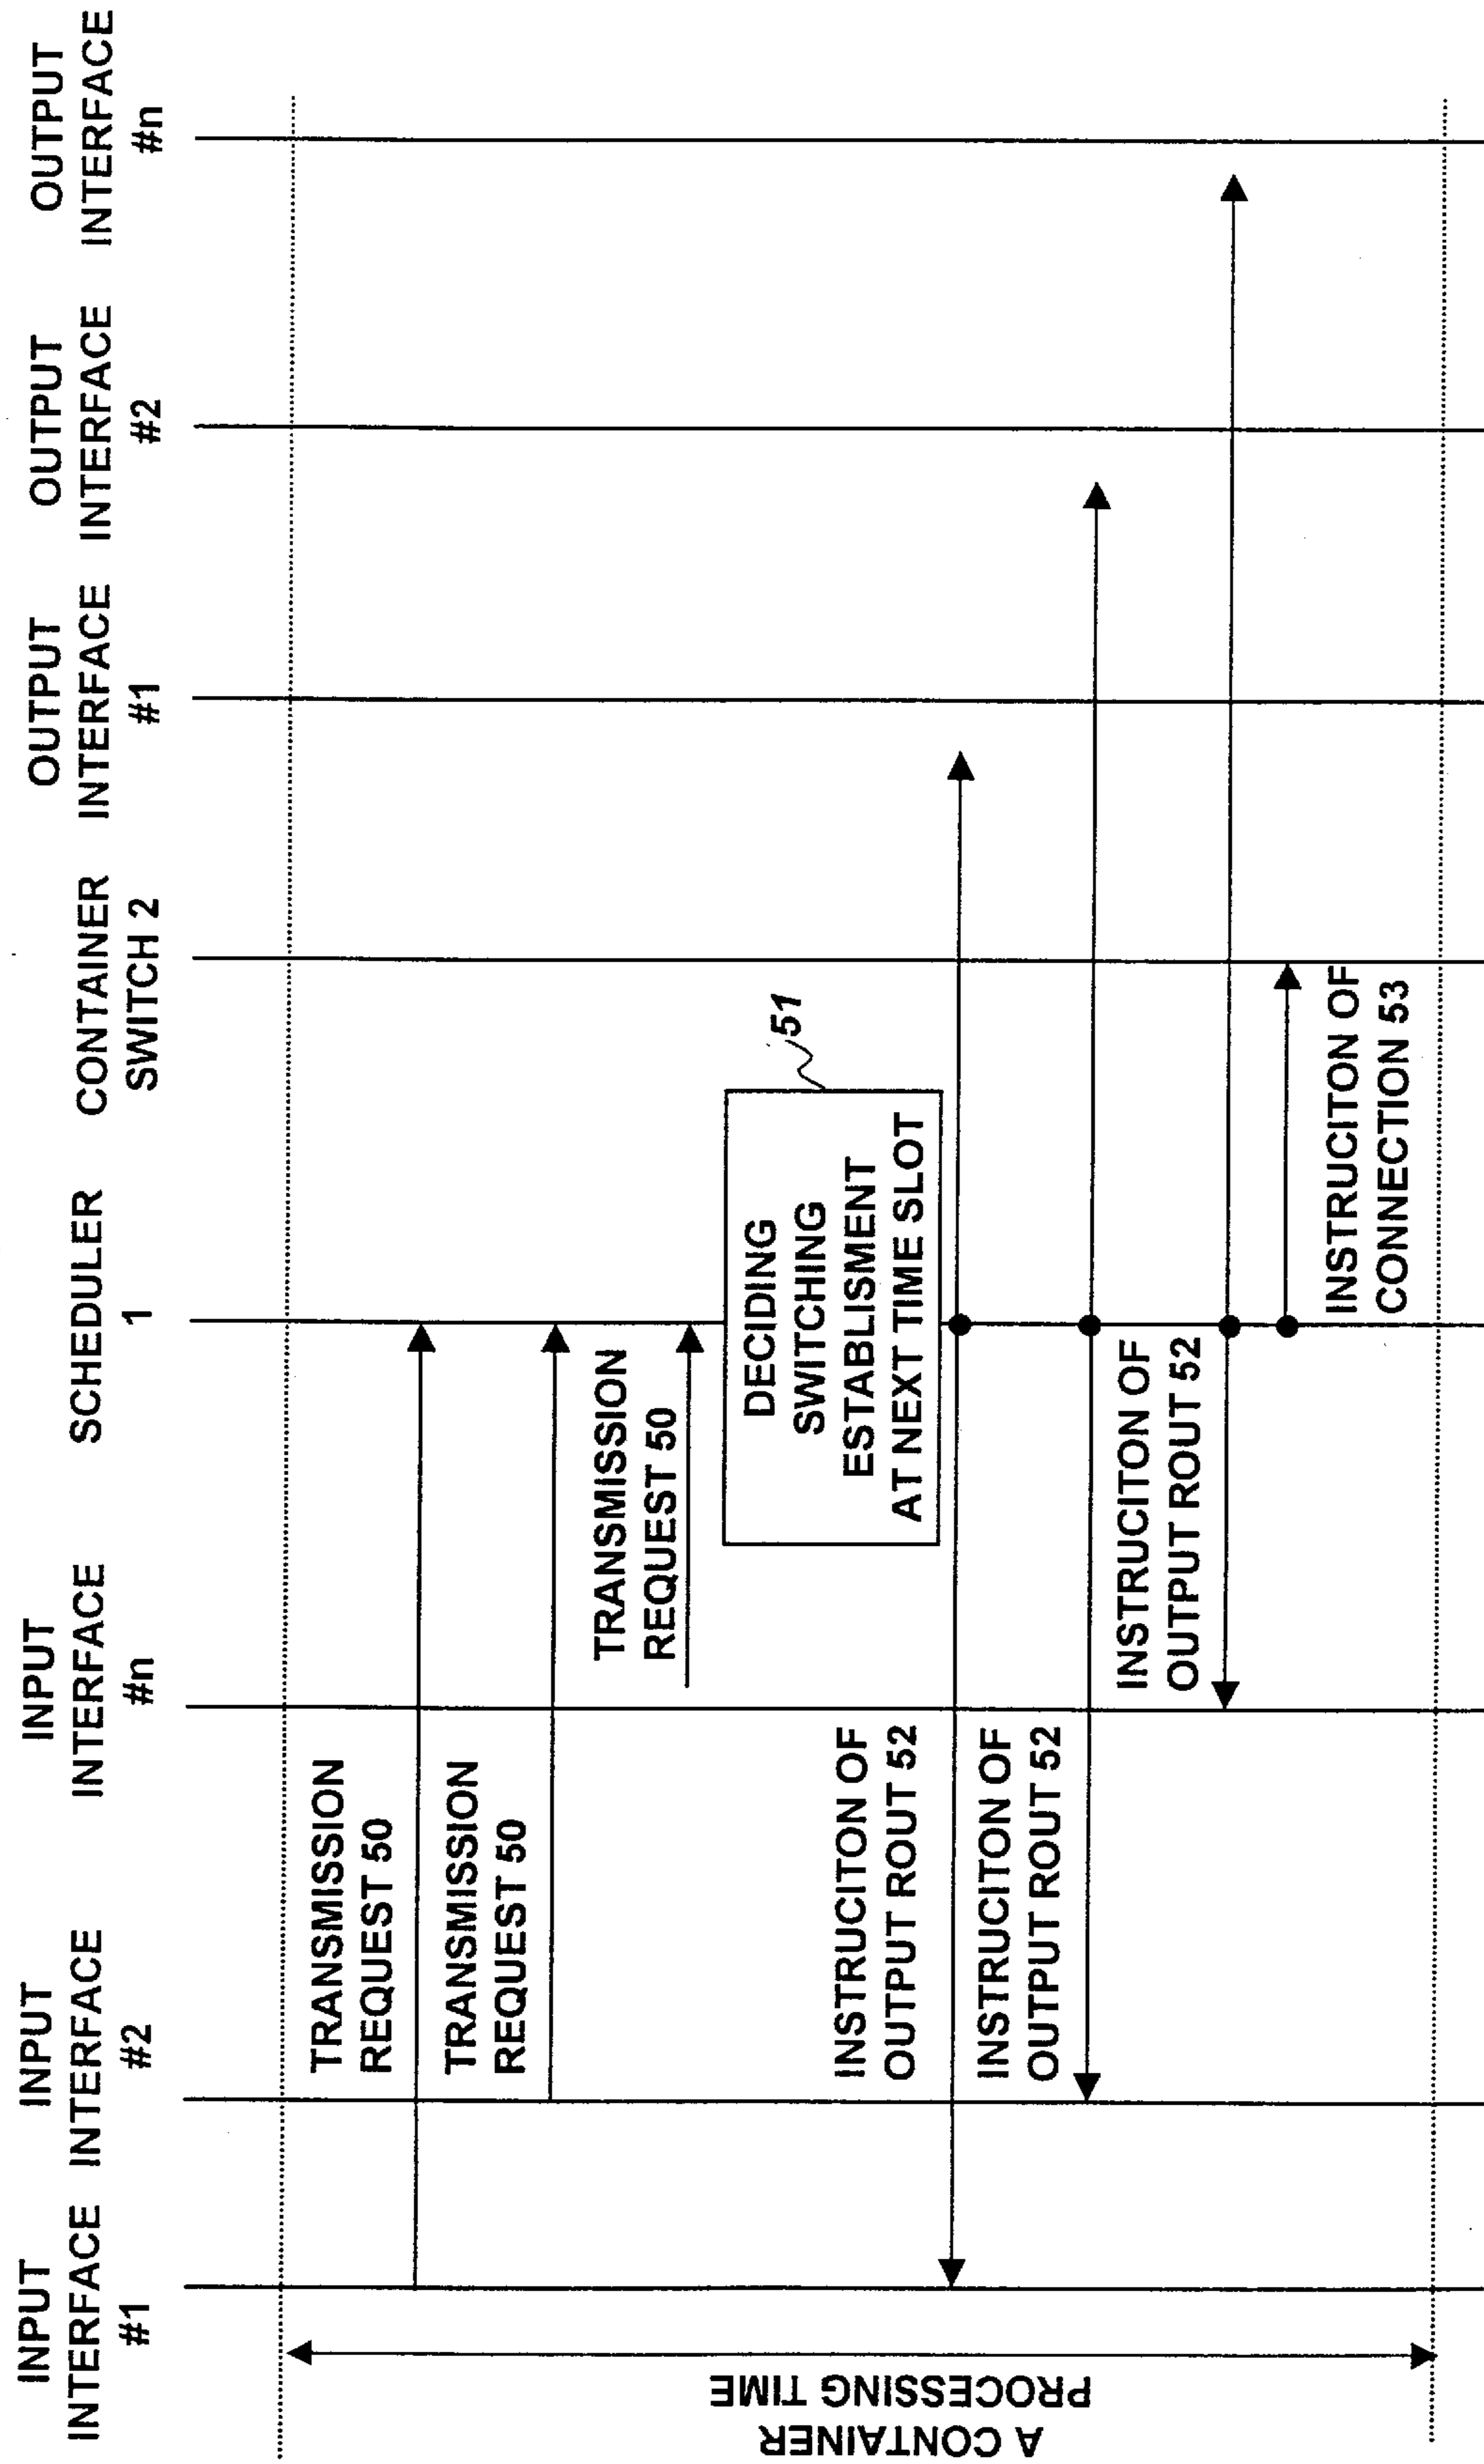 INPUT
INTERFACE
#1
INPUT
INTERFACE
#2
INPUT
INTERFACE
#n
SCHEDULER
1
CONTAINER
SWITCH 2
OUTPUT
INTERFACE
#1
OUTPUT
INTERFACE
#2
OUTPUT
INTERFACE
#n
A CONTAINER
PROCESSING TIME
TRANSMISSION
REQUEST 50
TRANSMISSION
REQUEST 50
TRANSMISSION
REQUEST 50
51
DECIDING
SWITCHING
ESTABLISMENT
AT NEXT TIME SLOT
INSTRUCITON OF
OUTPUT ROUT 52
INSTRUCITON OF
OUTPUT ROUT 52
INSTRUCITON OF
OUTPUT ROUT 52
INSTRUCITON OF
CONNECTION 53